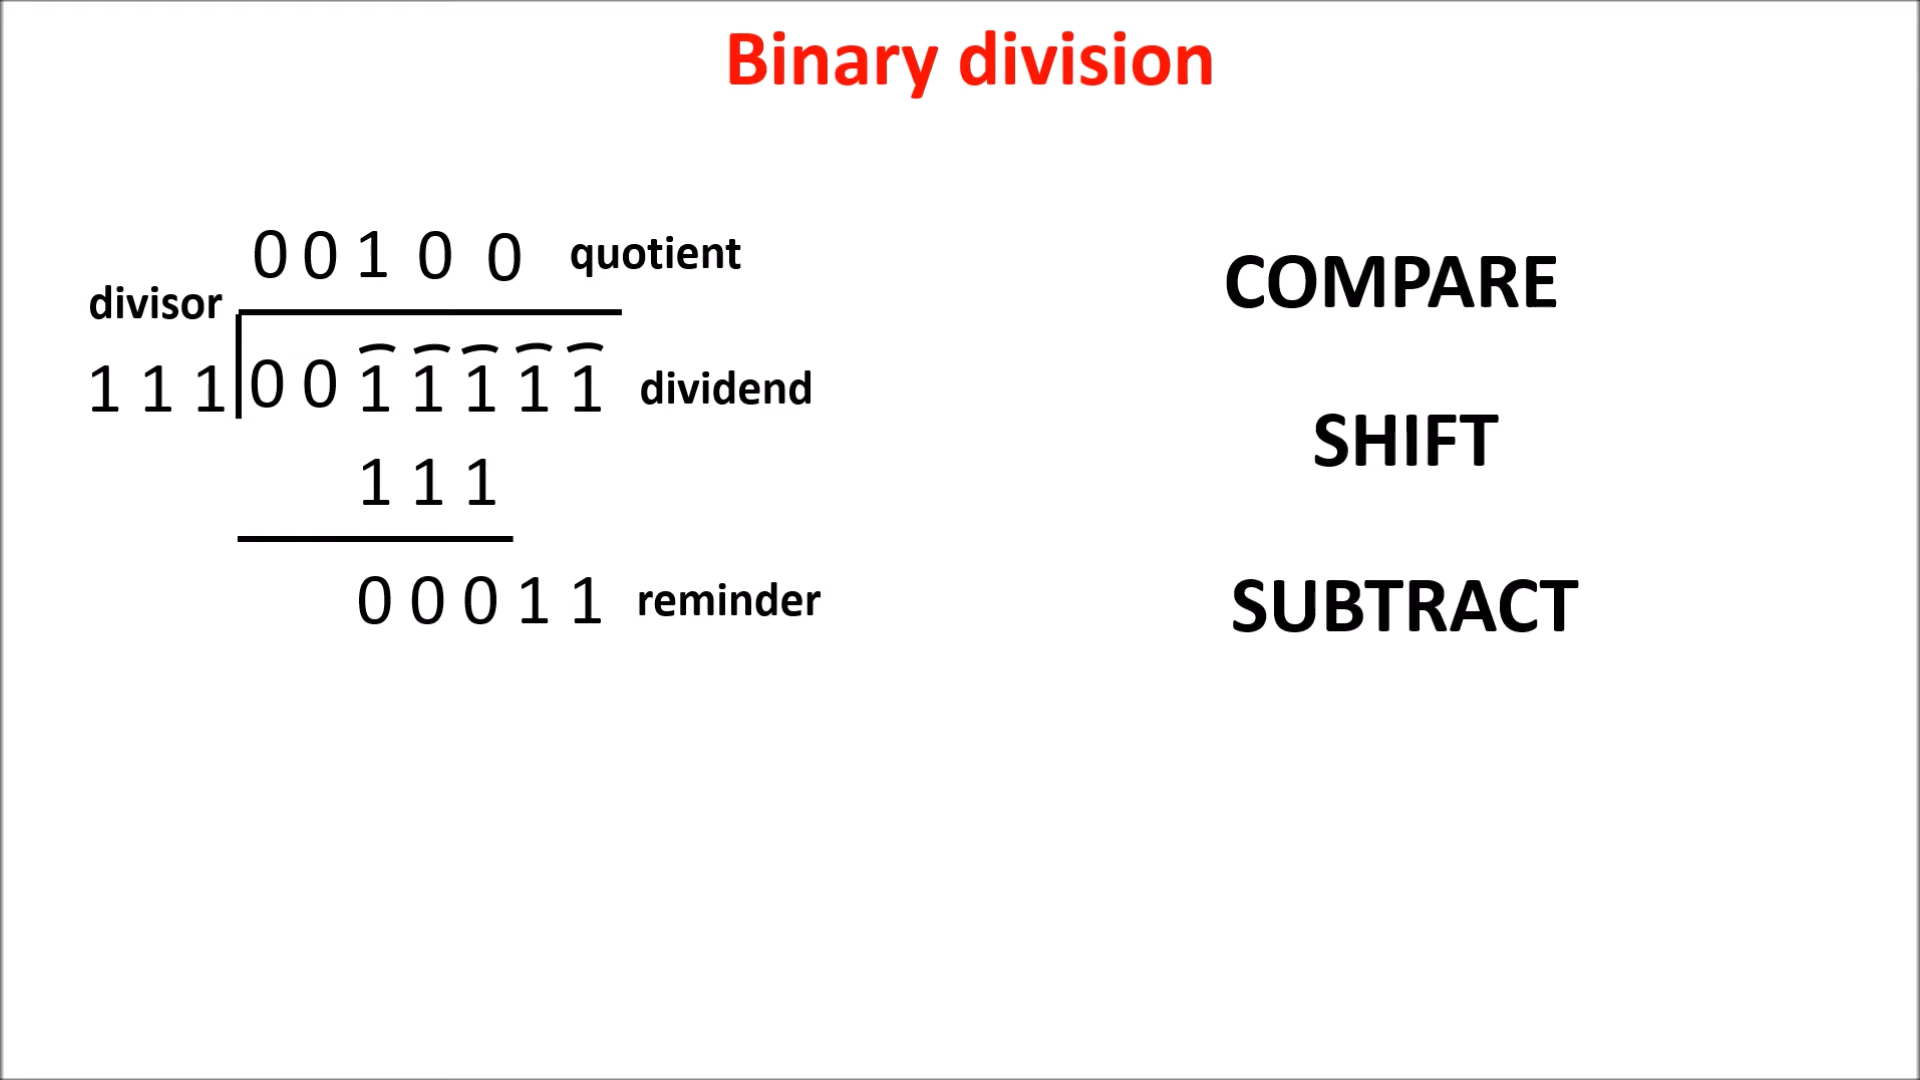 Binary division
0 0 1 0 0 quotient
divisor
1 1 1 0 0 1 1 1 1 1 dividend
1 1 1
0 0 0 1 1 reminder
COMPARE
SHIFT
SUBTRACT